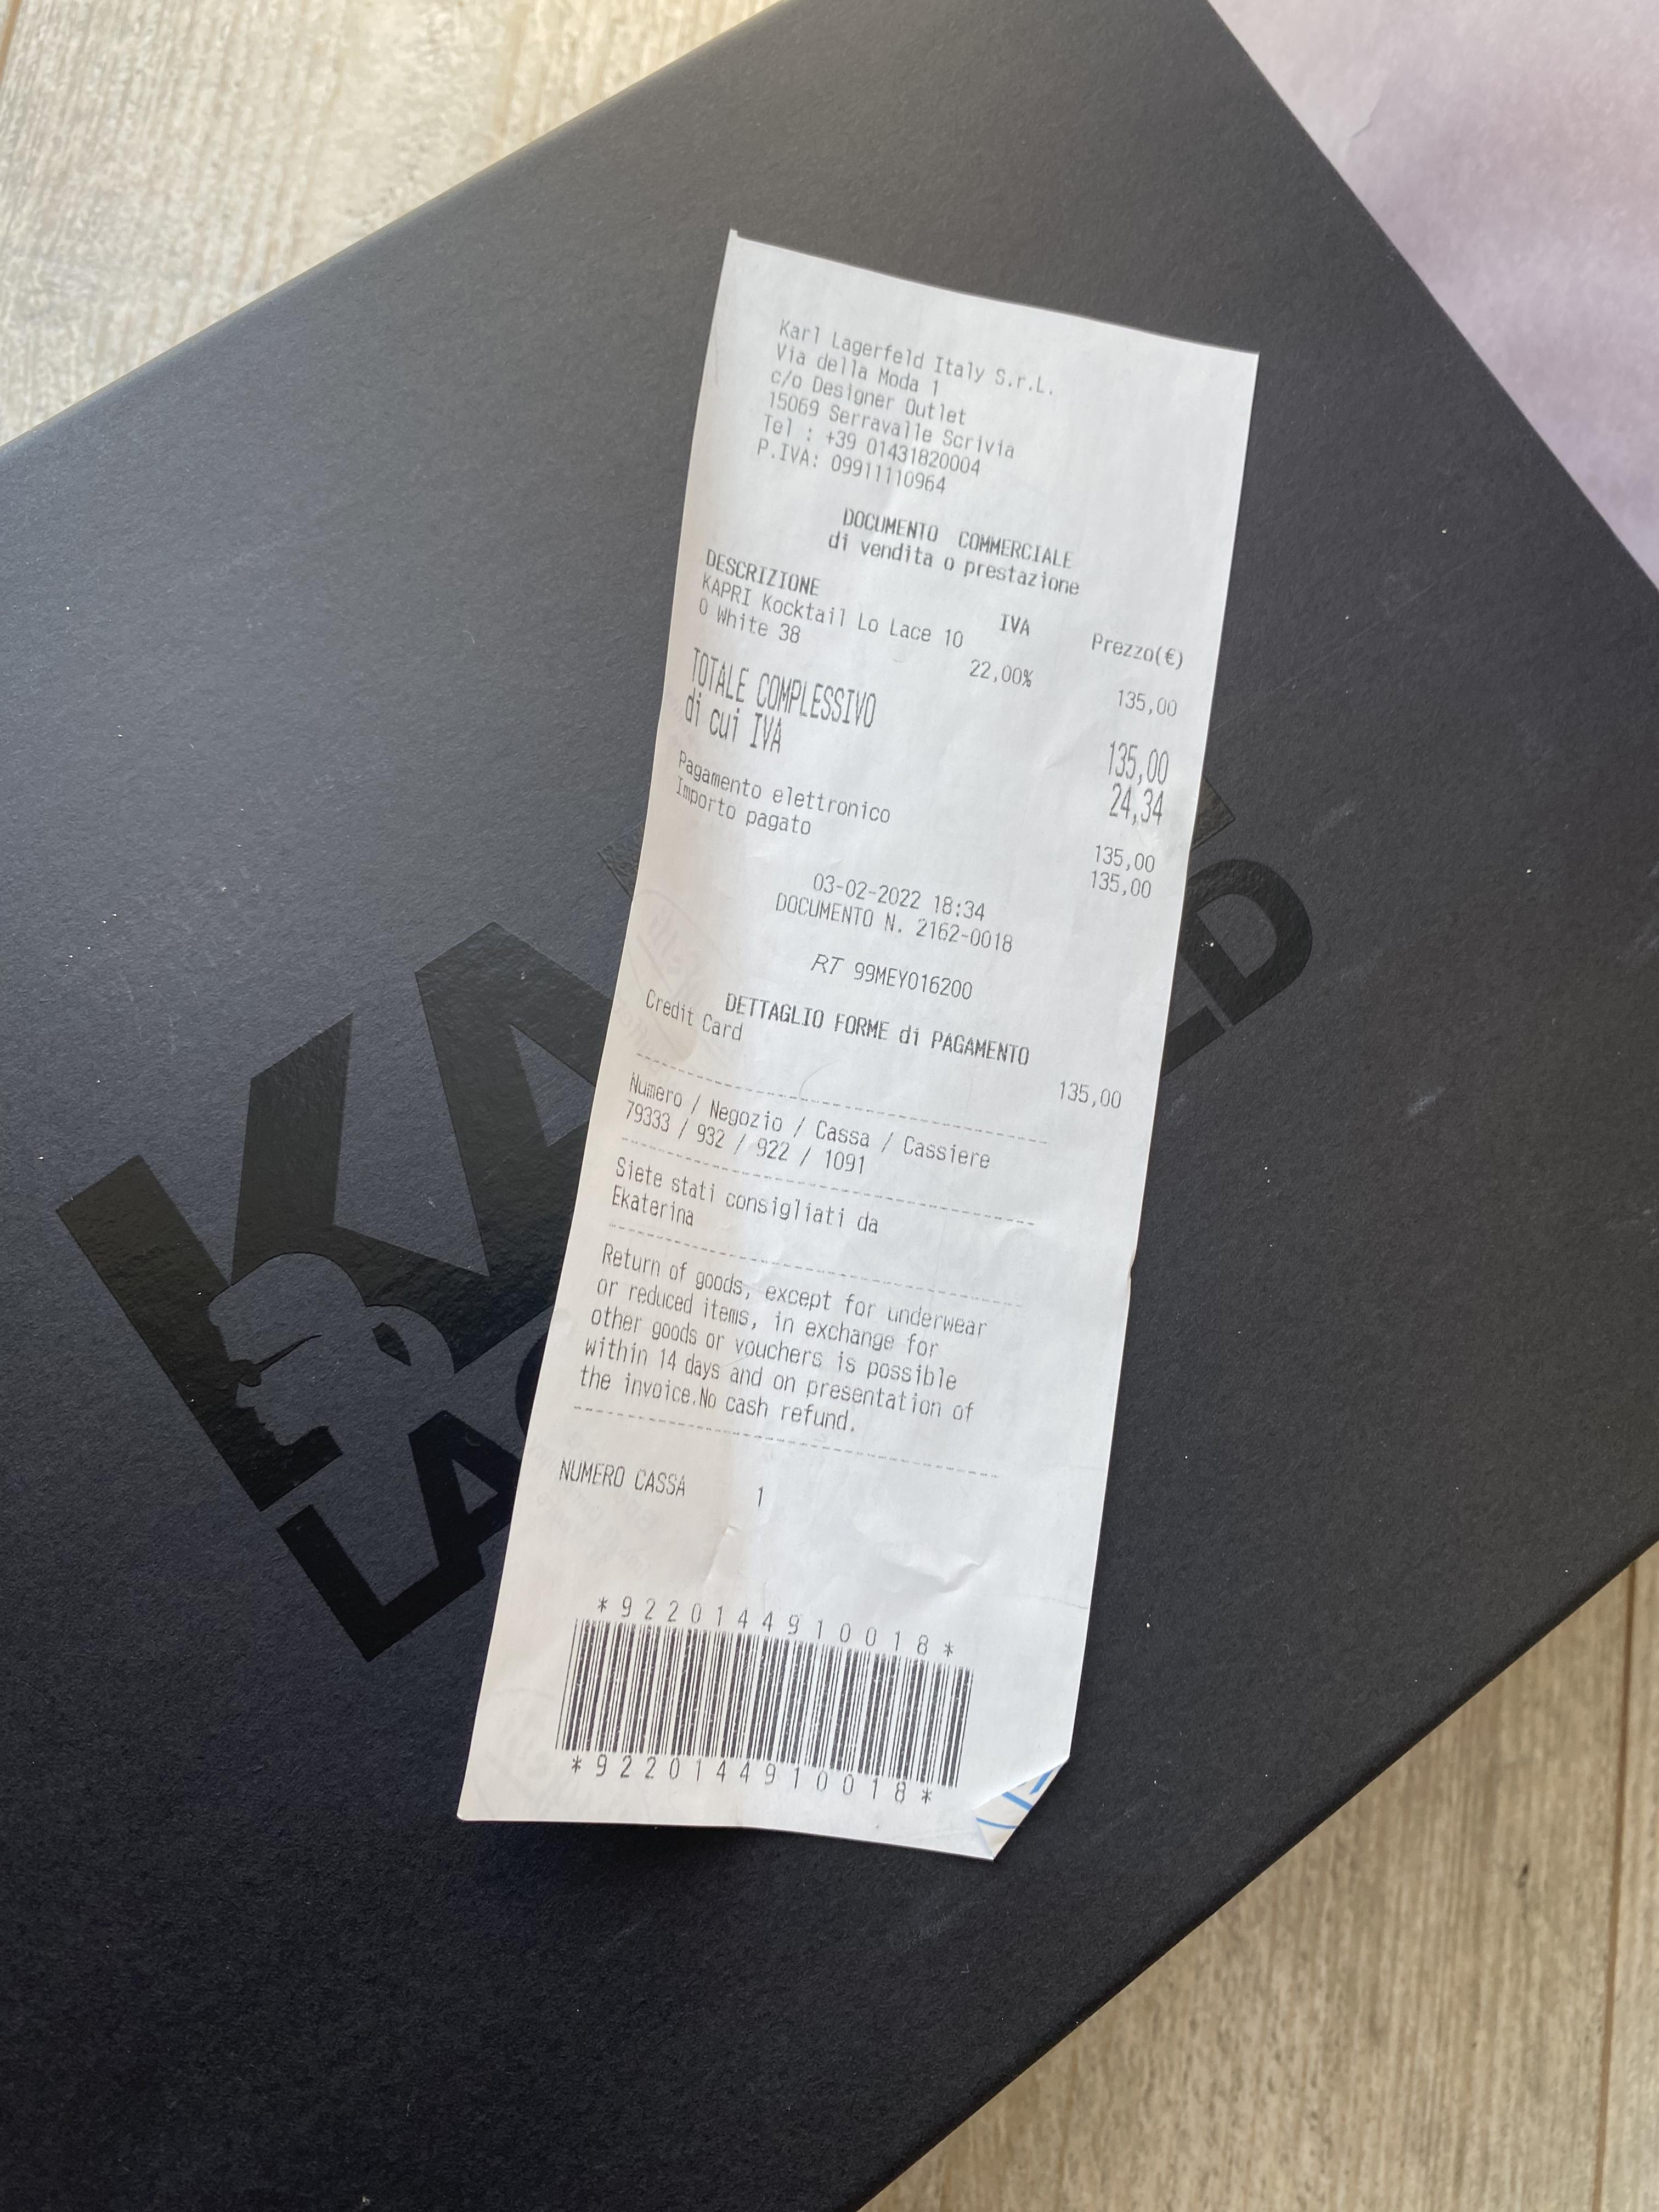 Karl Lagerfeld Italy S.r.L.
Via della Moda 1
c/o Designer Outlet
15069 Serravalle Scrivia
Tel : +39 01431820004
P.IVA: 09911110964
DOCUMENTO COMMERCIALE
di vendita o prestazione
DESCRIZIONE IVA Prezzo(€)
KAPRI Kocktail Lo Lace 10
0 White 38 22,00% 135,00
TOTALE COMPLESSIVO 135,00
di cui IVA 24,34
Pagamento elettronico 135,00
Importo pagato 135,00
03-02-2022 18:34
DOCUMENTO N. 2162-0018
RT 99MEY016200
DETTAGLIO FORME di PAGAMENTO
Credit Card 135,00
Numero / Negozio / Cassa / Cassiere
79333 / 932 / 922 / 1091
Siete stati consigliati da
Ekaterina
Return of goods, except for underwear
or reduced items, in exchange for
other goods or vouchers is possible
within 14 days and on presentation of
the invoice.No cash refund.
NUMERO CASSA 1
*9220144910018*
*9220144910018*